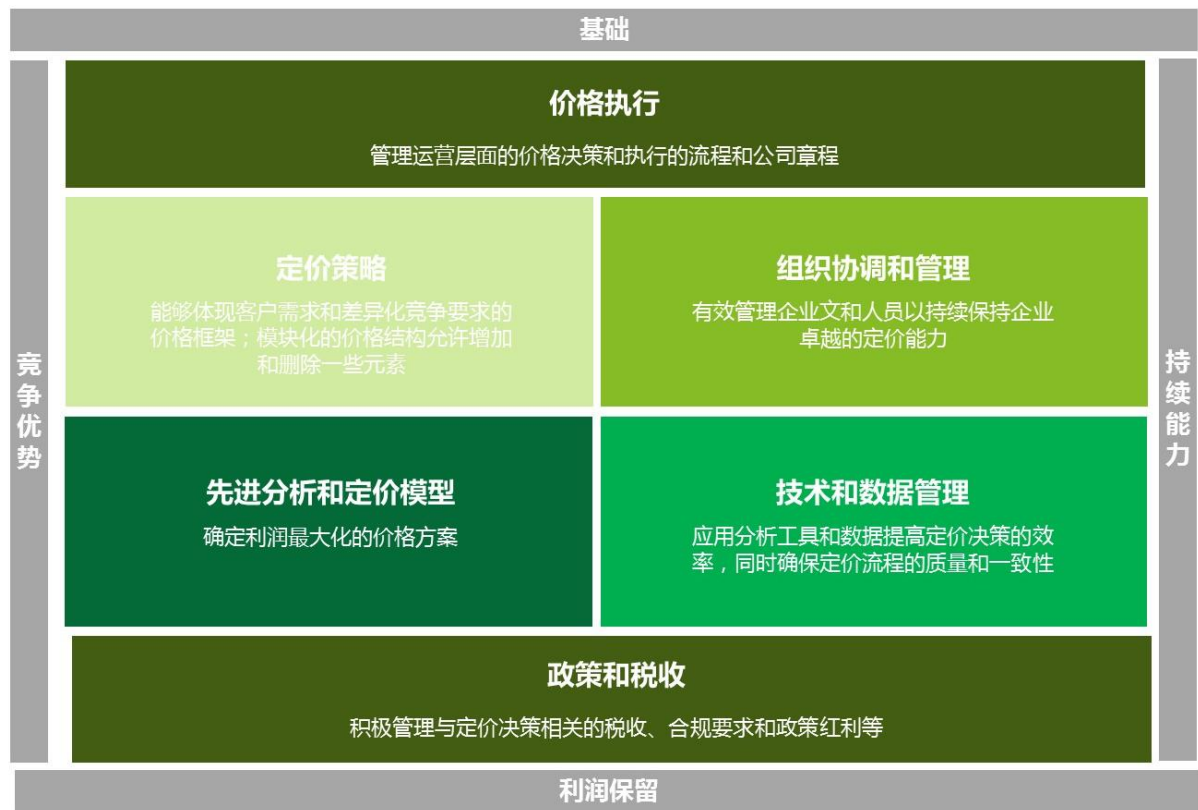 基础
价格执行
管理运营层面的价格决策和执行的流程和公司章程
竞争优势
定价策略
能够体现客户需求和差异化竞争要求的
价格框架；模块化的价格结构允许增加
和删除一些元素
组织协调和管理
有效管理企业文和人员以持续保持企业
卓越的定价能力
持续能力
先进分析和定价模型
确定利润最大化的价格方案
技术和数据管理
应用分析工具和数据提高定价决策的效
率，同时确保定价流程的质量和一致性
政策和税收
积极管理与定价决策相关的税收、合规要求和政策红利等
利润保留